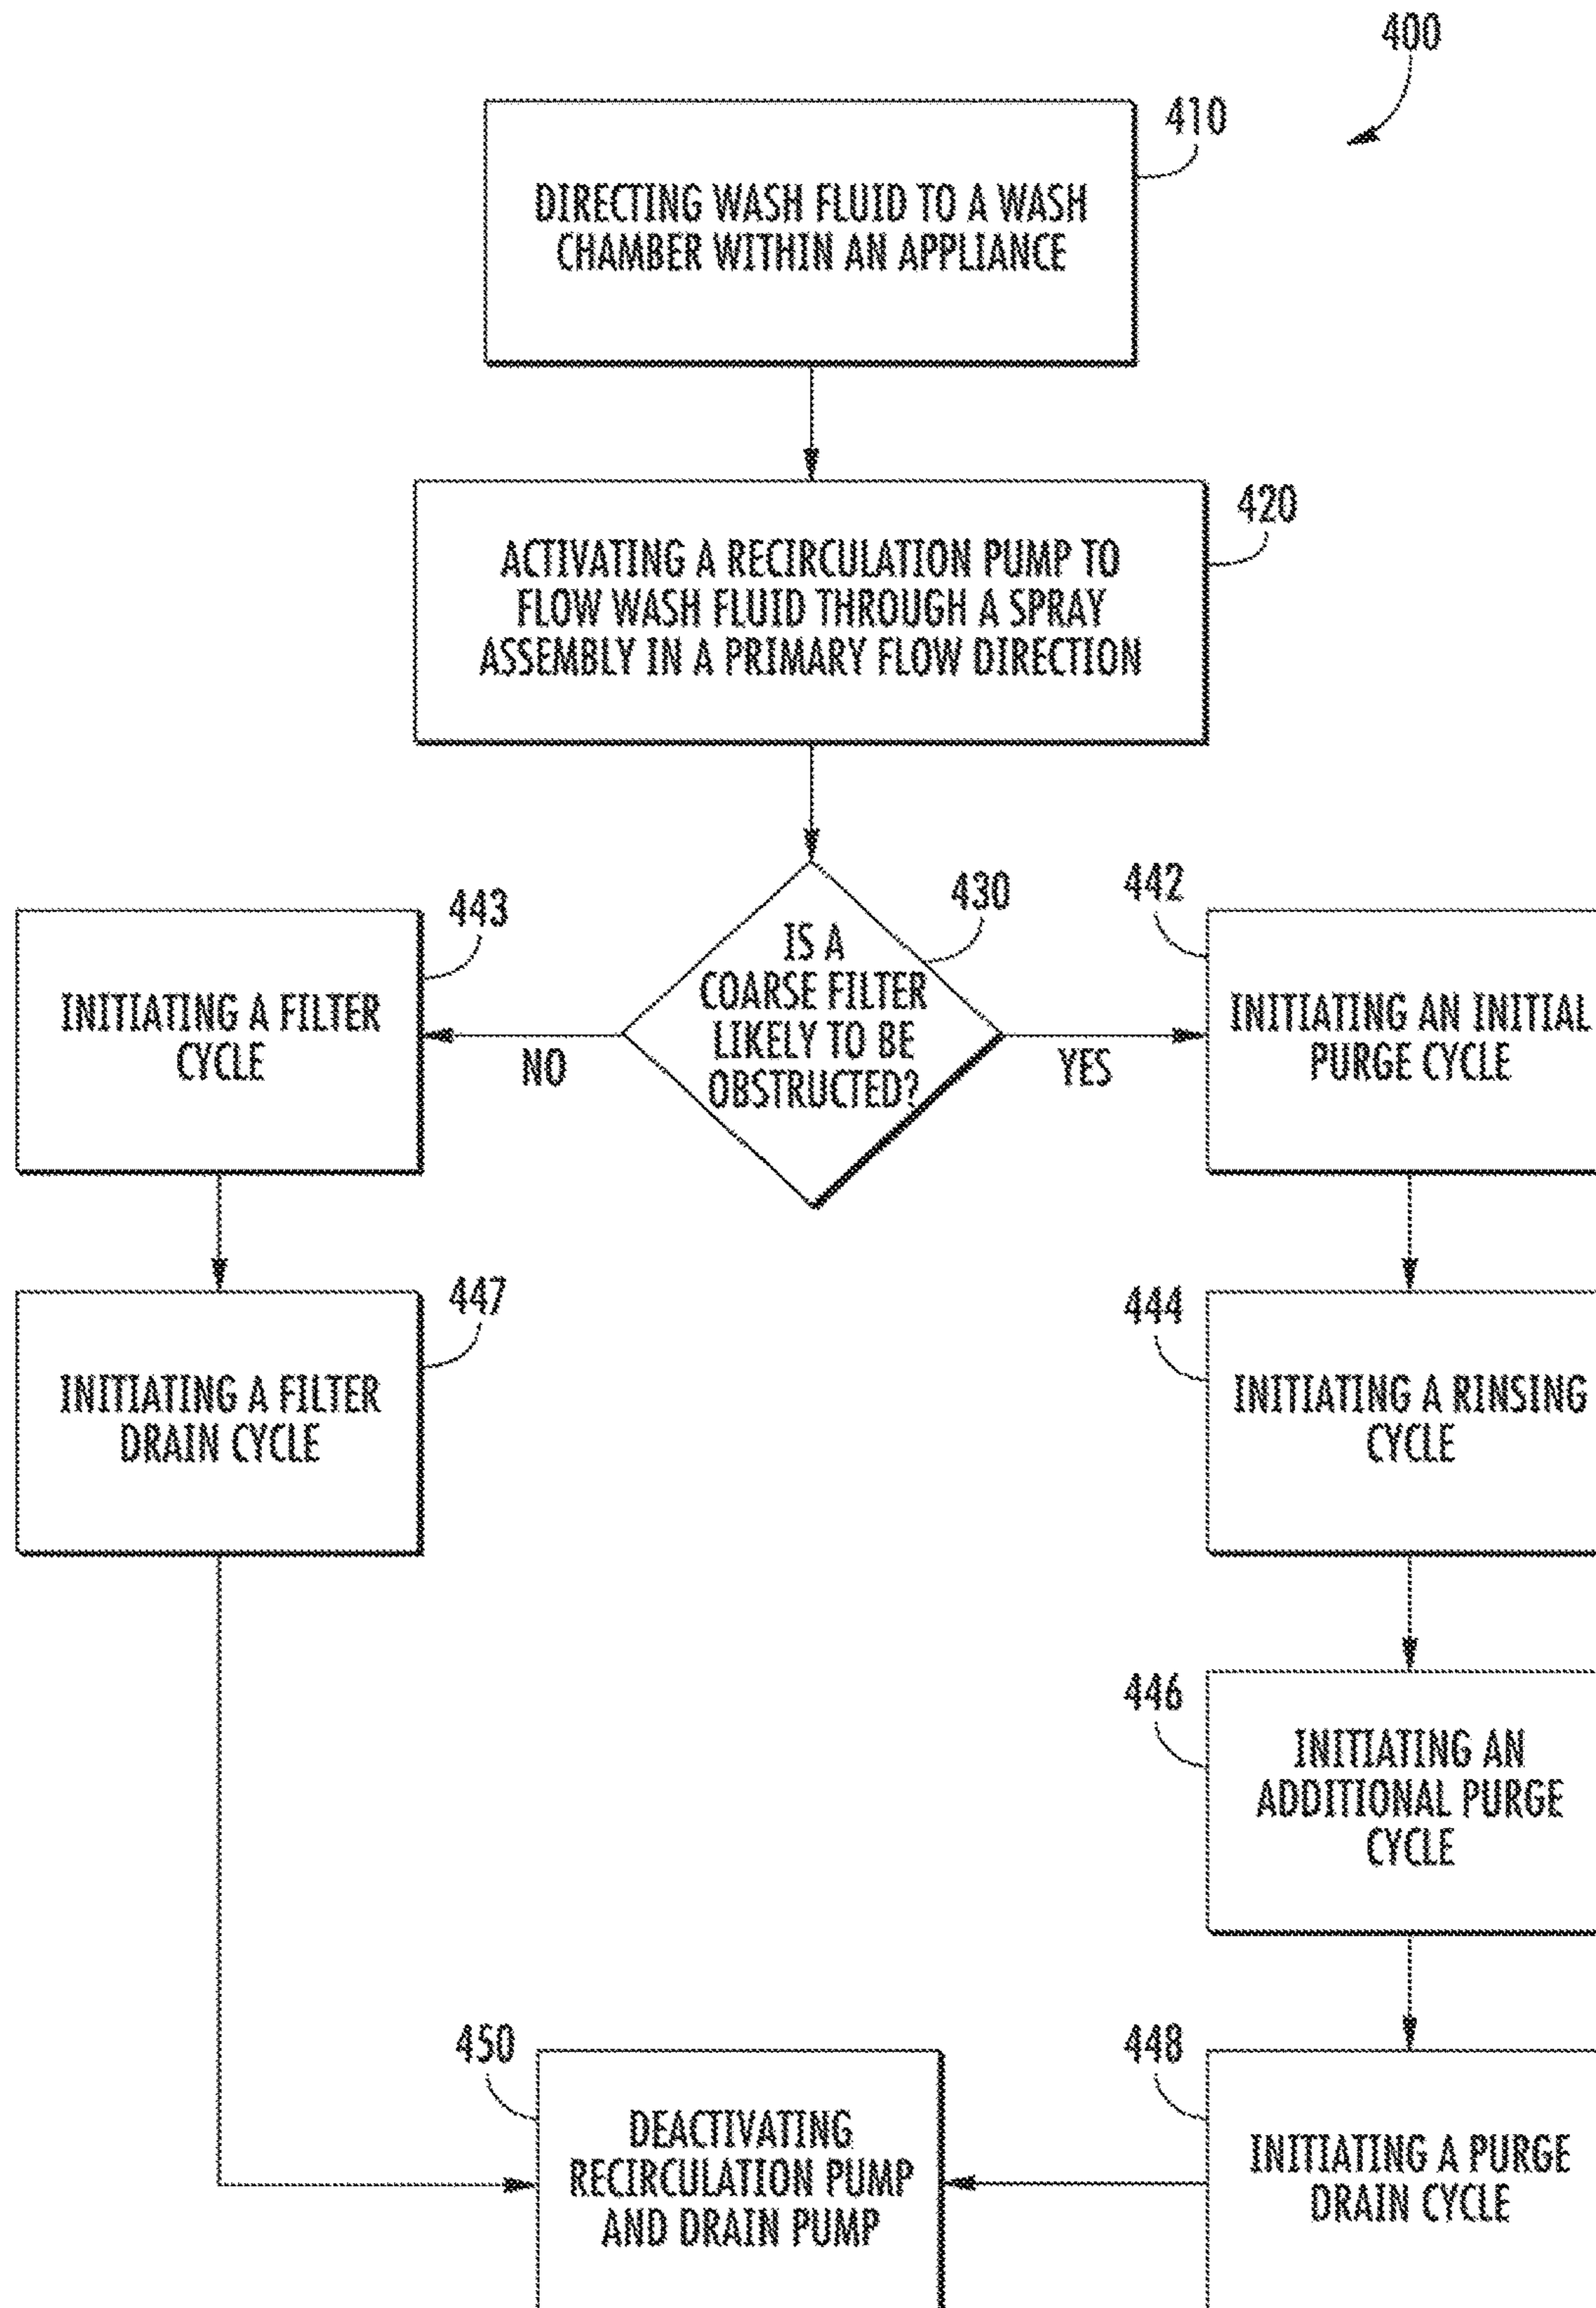 400
410
DIRECTING WASH FLUID TO A WASH
CHAMBER WITHIN AN APPLIANCE
420
ACTIVATING A RECIRCULATION PUMP TO
FLOW WASH FLUID THROUGH A SPRAY
ASSEMBLY IN A PRIMARY FLOW DIRECTION
430
IS A
COARSE FILTER
LIKELY TO BE
OBSTRUCTED?
NO
YES
443
INITIATING A FILTER
CYCLE
447
INITIATING A FILTER
DRAIN CYCLE
442
INITIATING AN INITIAL
PURGE CYCLE
444
INITIATING A RINSING
CYCLE
446
INITIATING AN
ADDITIONAL PURGE
CYCLE
448
INITIATING A PURGE
DRAIN CYCLE
450
DEACTIVATING
RECIRCULATION PUMP
AND DRAIN PUMP